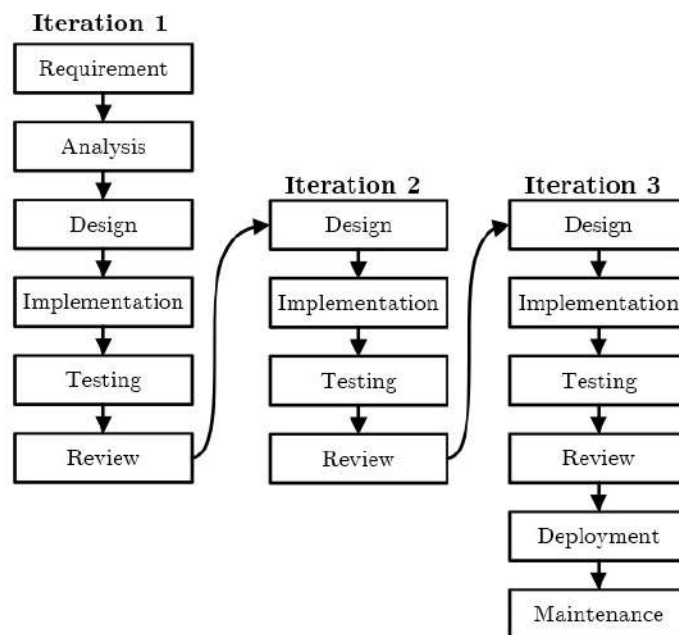 Iteration 1
Requirement
Analysis
Design
Implementation
Testing
Review
Iteration 2
Design
Implementation
Testing
Review
Iteration 3
Design
Implementation
Testing
Review
Deployment
Maintenance